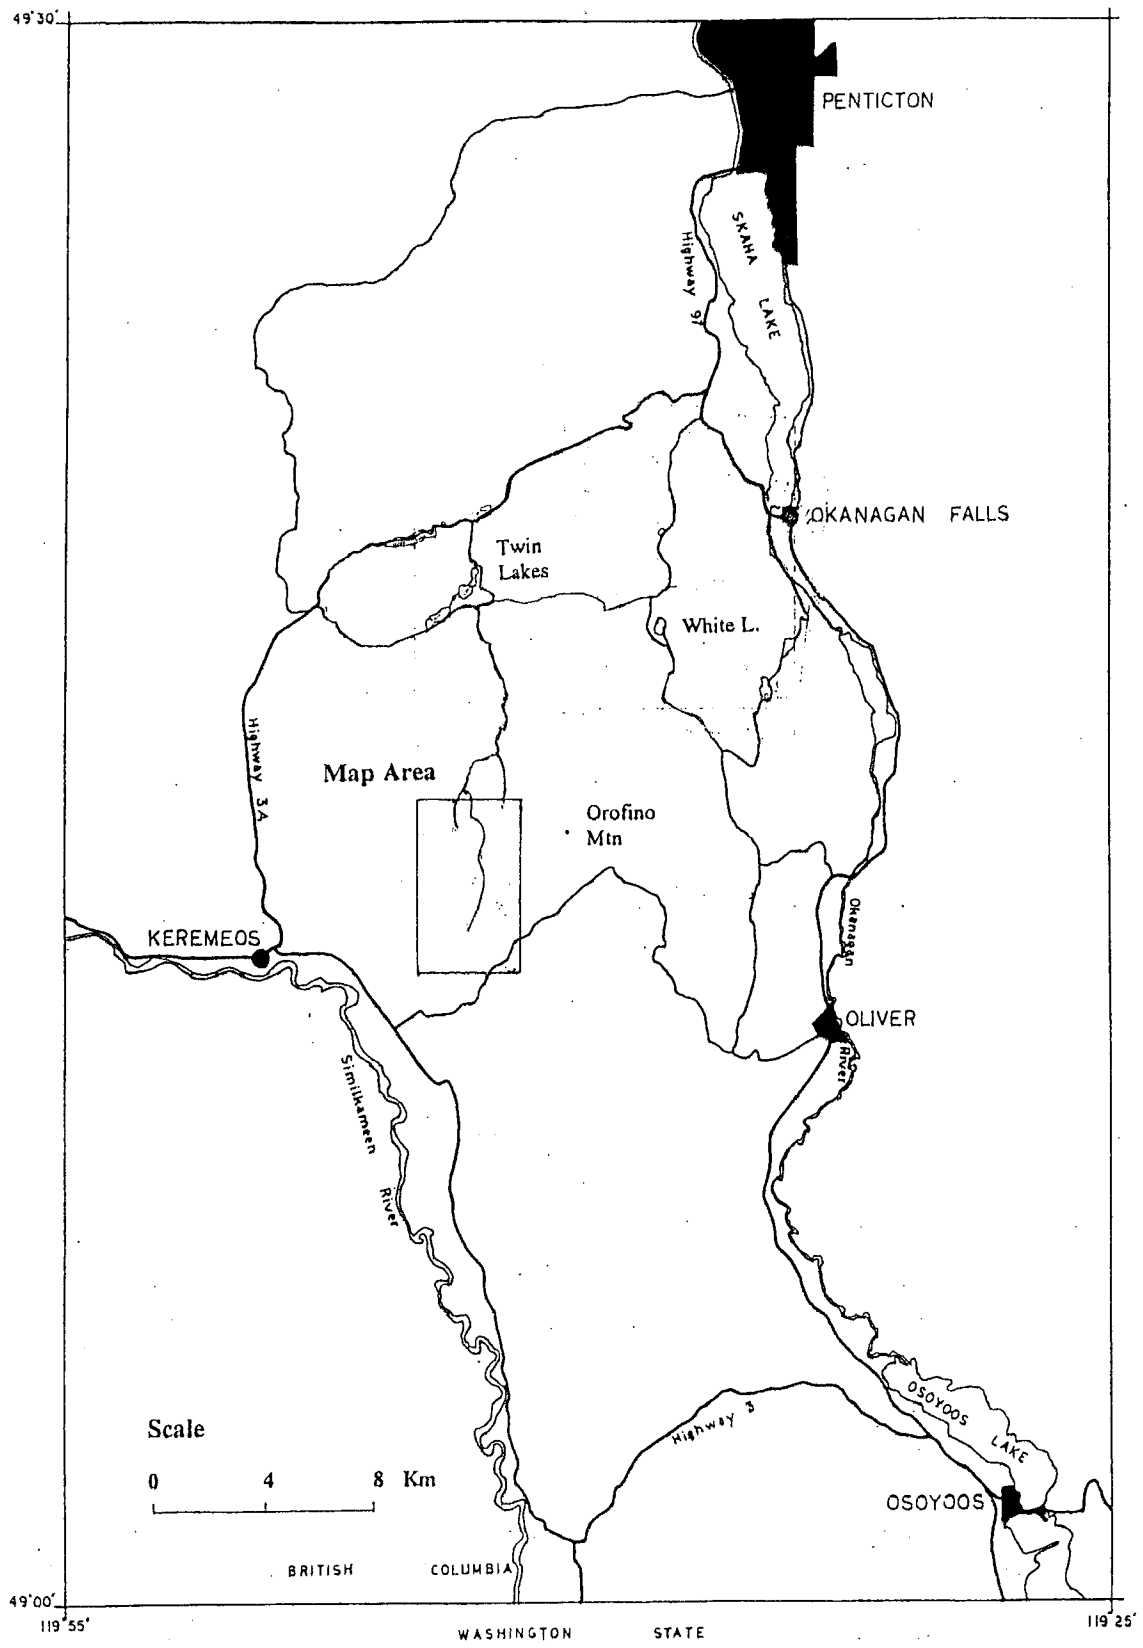 49°30'
PENTICTON
SKAHA LAKE
Highway 97
OKANAGAN FALLS
Twin
Lakes
White L.
Highway 3A
Map Area
Orofino
Mtn
KEREMEOS
Okanagan
OLIVER
River
Similkameen River
OSOYOOS LAKE
Highway 3
Scale
0 4 8 Km
OSOYOOS
BRITISH COLUMBIA
49°00'
119°55'
119°25'
WASHINGTON STATE